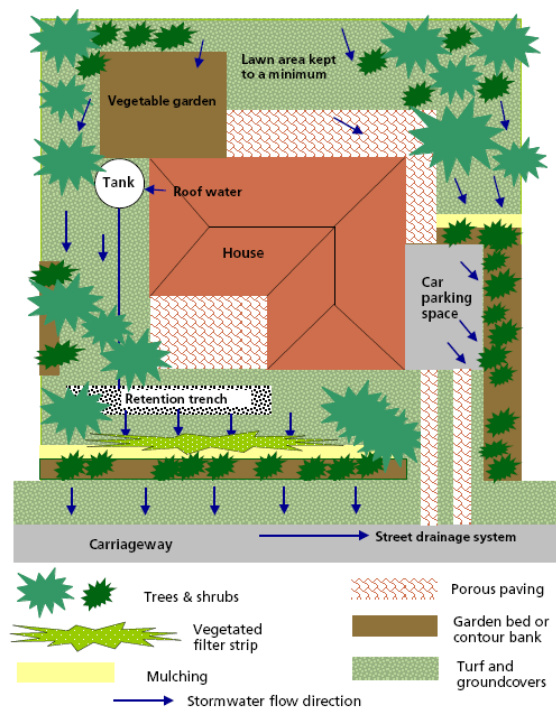 Lawn area kept
to a minimum
Vegetable garden
Tank
Roof water
House
Car
parking
space
Retention trench
Carriageway
Street drainage system
Trees & shrubs
Porous paving
Vegetated
filter strip
Garden bed or
contour bank
Mulching
Turf and
groundcovers
Stormwater flow direction